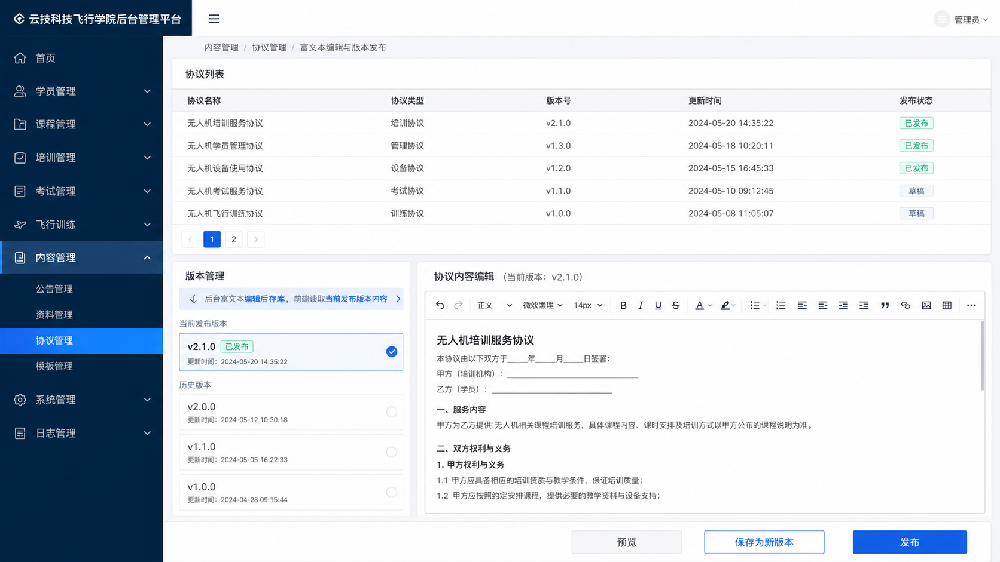 云技科技飞行学院后台管理平台
管理员
首页
学员管理
课程管理
培训管理
考试管理
飞行训练
内容管理
公告管理
资料管理
协议管理
模板管理
系统管理
日志管理
内容管理 / 协议管理 / 富文本编辑与版本发布
协议列表
协议名称 协议类型 版本号 更新时间 发布状态
无人机培训服务协议 培训协议 v2.1.0 2024-05-20 14:35:22 已发布
无人机学员管理协议 管理协议 v1.3.0 2024-05-18 10:20:11 已发布
无人机设备使用协议 设备协议 v1.2.0 2024-05-15 16:45:33 已发布
无人机考试服务协议 考试协议 v1.1.0 2024-05-10 09:12:45 草稿
无人机飞行训练协议 训练协议 v1.0.0 2024-05-08 11:05:07 草稿
< 1 2 >
版本管理
后台富文本编辑后存库，前端读取当前发布版本内容
当前发布版本
v2.1.0 已发布
更新时间：2024-05-20 14:35:22
历史版本
v2.0.0
更新时间：2024-05-12 10:30:18
v1.1.0
更新时间：2024-05-05 16:22:33
v1.0.0
更新时间：2024-04-28 09:15:44
协议内容编辑 （当前版本：v2.1.0）
正文 14px B I U S A
无人机培训服务协议
本协议由以下双方于_____年_____月_____日签署：
甲方（培训机构）：
乙方（学员）：
一、服务内容
甲方为乙方提供无人机相关课程培训服务，具体课程内容、课时安排及培训方式以甲方公布的课程说明为准。
二、双方权利与义务
1. 甲方权利与义务
1.1 甲方应具备相应的培训资质与教学条件，保证培训质量；
1.2 甲方应按照约定安排课程，提供必要的教学资料与设备支持；
预览
保存为新版本
发布